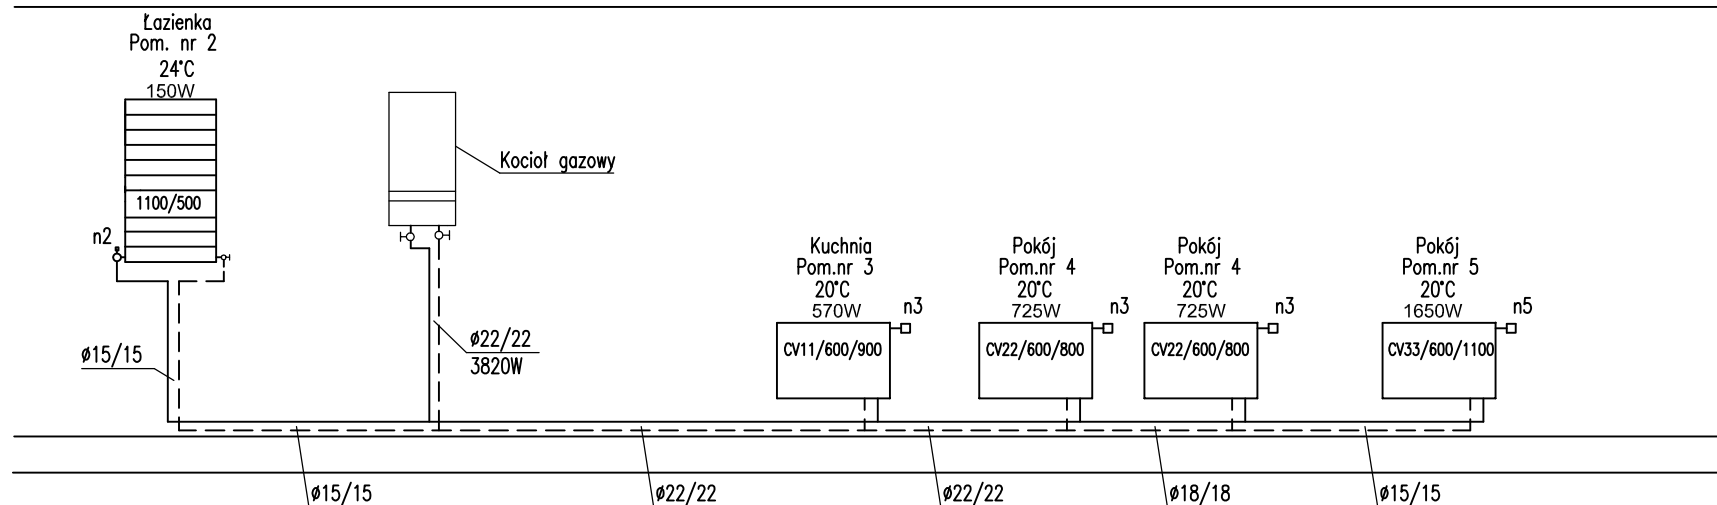 Łazienka
Pom. nr 2
24°C
150W
1100/500
n2
ø15/15
Kocioł gazowy
ø22/22
3820W
Kuchnia
Pom.nr 3
20°C
570W
n3
CV11/600/900
Pokój
Pom.nr 4
20°C
725W
n3
CV22/600/800
Pokój
Pom.nr 4
20°C
725W
n3
CV22/600/800
Pokój
Pom.nr 5
20°C
1650W
n5
CV33/600/1100
ø15/15
ø22/22
ø22/22
ø18/18
ø15/15